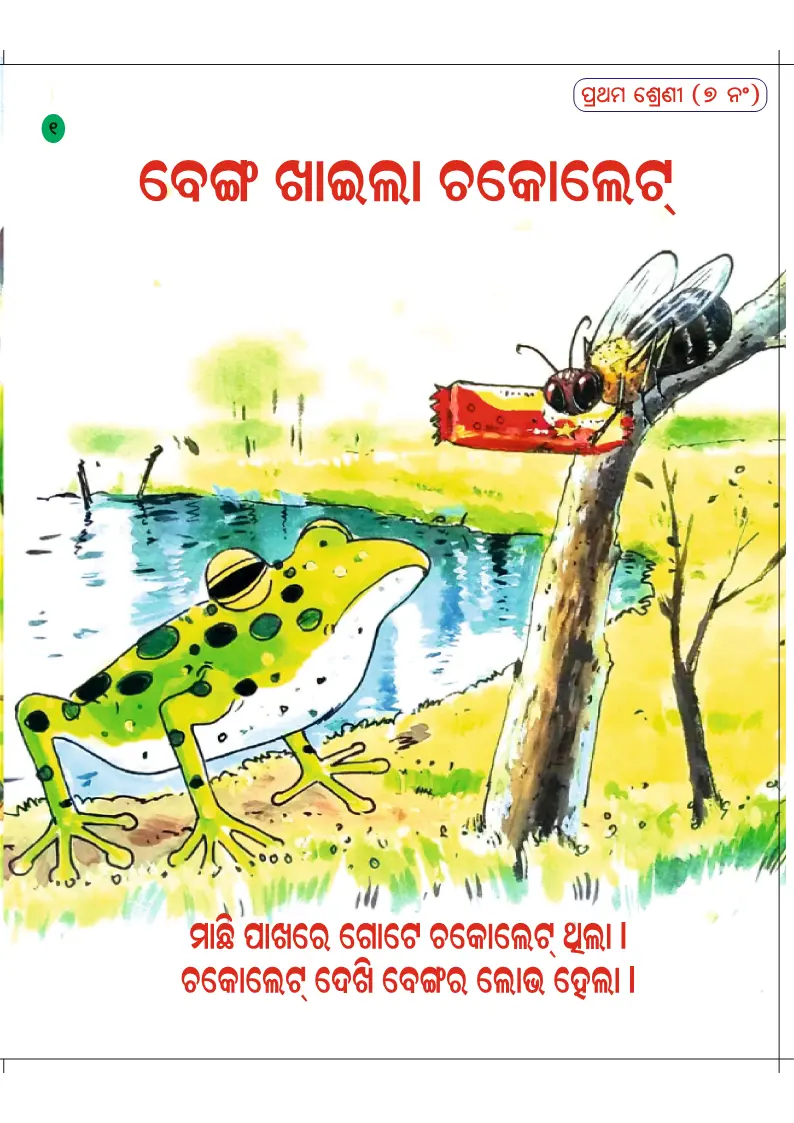 ପ୍ରଥମ ଶ୍ରେଣୀ (୭ ନଂ)
୧
ବେଙ୍ଗ ଖାଇଲା ଚକୋଲେଟ୍
ମାଛି ପାଖରେ ଗୋଟେ ଚକୋଲେଟ୍ ଥିଲା ।
ଚକୋଲେଟ୍ ଦେଖି ବେଙ୍ଗର ଲୋଭ ହେଲା ।